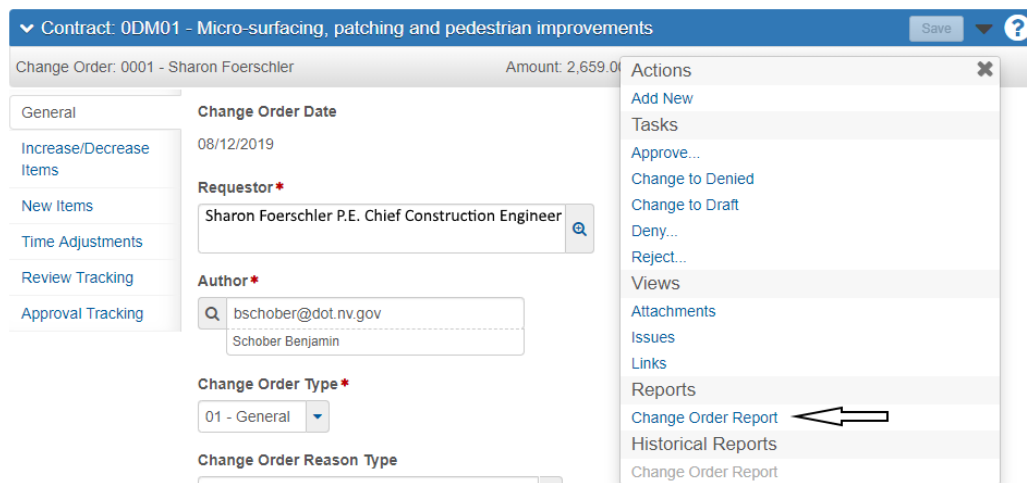 Contract: 0DM01 - Micro-surfacing, patching and pedestrian improvements
Save
?
Change Order: 0001 - Sharon Foerschler
Amount: 2,659.00
General
Increase/Decrease
Items
New Items
Time Adjustments
Review Tracking
Approval Tracking
Change Order Date
08/12/2019
Requestor*
Sharon Foerschler P.E. Chief Construction Engineer
Author*
bschober@dot.nv.gov
Schober Benjamin
Change Order Type*
01 - General
Change Order Reason Type
Actions
Add New
Tasks
Approve...
Change to Denied
Change to Draft
Deny...
Reject...
Views
Attachments
Issues
Links
Reports
Change Order Report
Historical Reports
Change Order Report